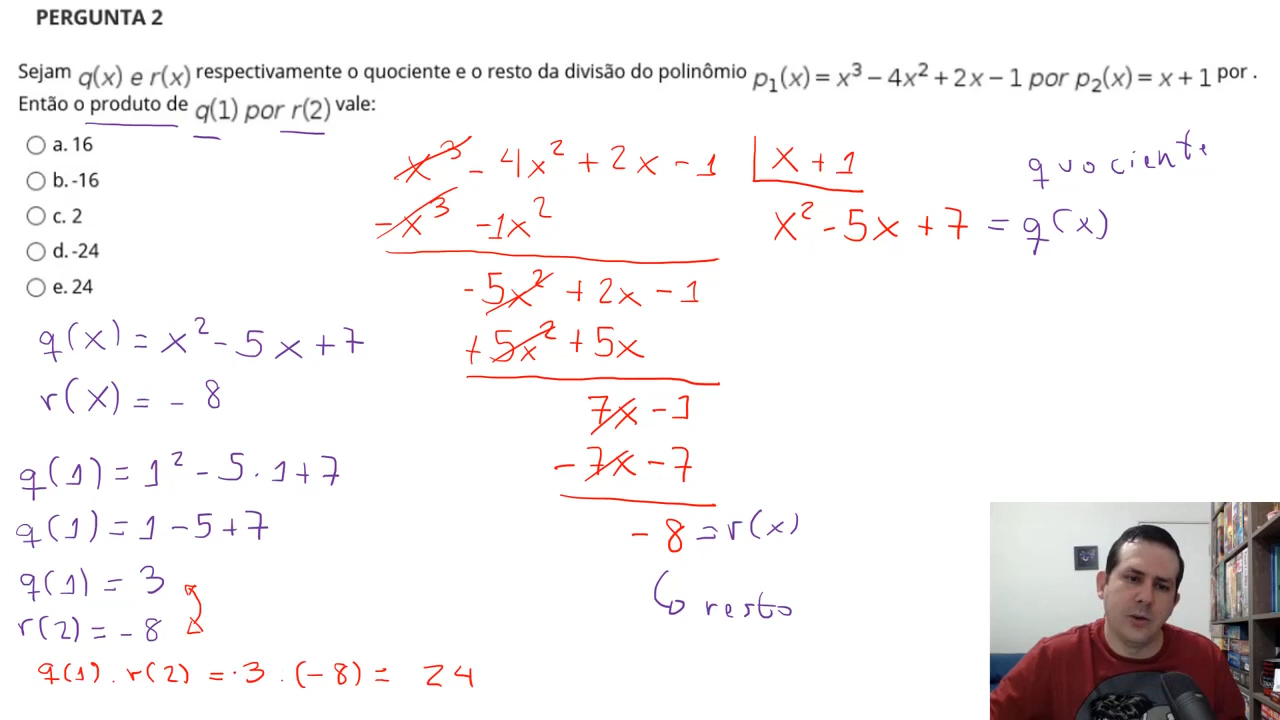 PERGUNTA 2
Sejam q(x) e r(x) respectivamente o quociente e o resto da divisão do polinômio p₁(x) = x³ − 4x² + 2x − 1 por p₂(x) = x + 1 por .
Então o produto de q(1) por r(2) vale:
a. 16
b. -16
c. 2
d. -24
e. 24
x³ - 4x² + 2x - 1 | x + 1
quociente
-x³ -1x²
x² - 5x + 7 = q(x)
-5x² + 2x - 1
+5x² + 5x
7x - 1
-7x - 7
-8 = r(x)
resto
q(x) = x² - 5x + 7
r(x) = -8
q(1) = 1² - 5 . 1 + 7
q(1) = 1 - 5 + 7
q(1) = 3
r(2) = -8
q(1) . r(2) = 3 . (-8) = 24